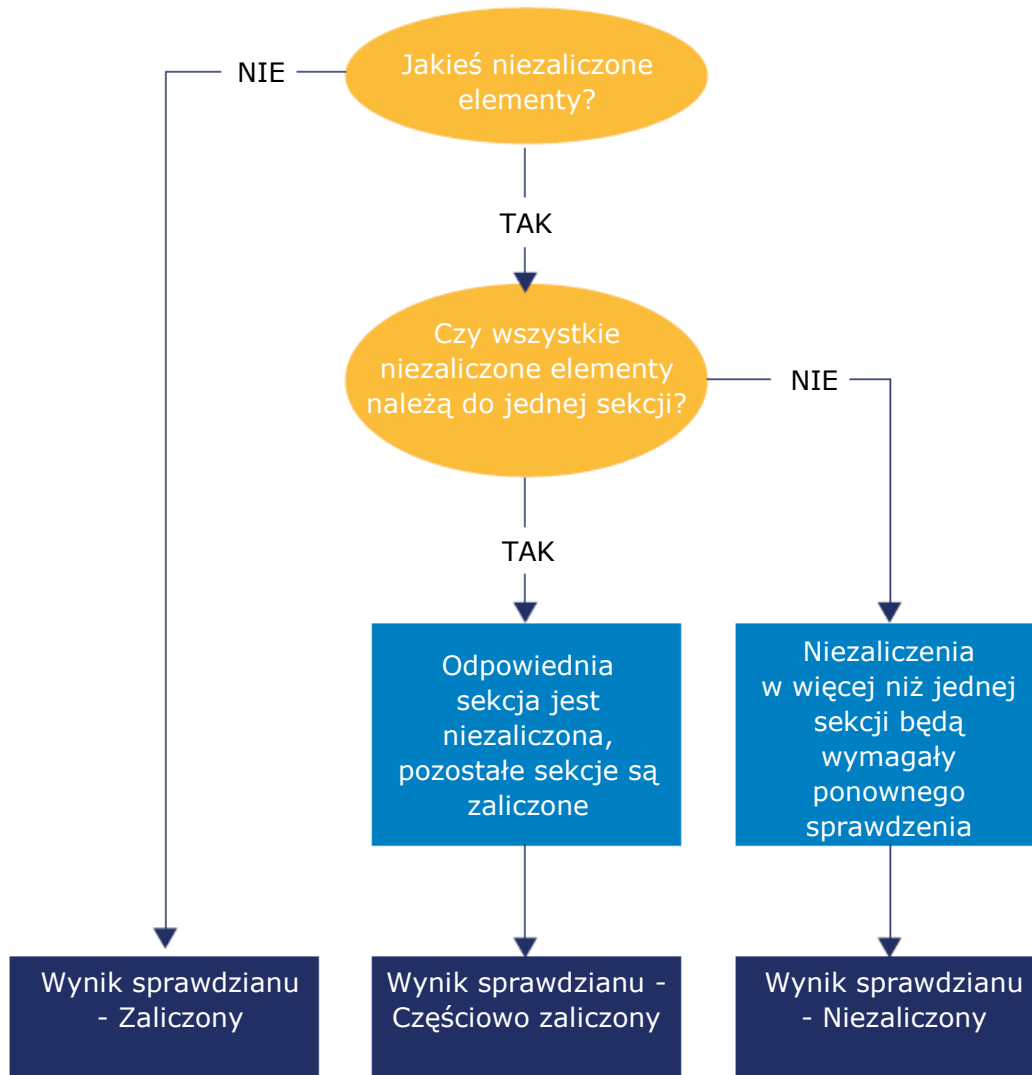 Jakieś niezaliczone
elementy?
NIE
TAK
Czy wszystkie
niezaliczone elementy
należą do jednej sekcji?
NIE
TAK
Odpowiednia
sekcja jest
niezaliczona,
pozostałe sekcje są
zaliczone
Niezaliczenia
w więcej niż jednej
sekcji będą
wymagały
ponownego
sprawdzenia
Wynik sprawdzianu
- Zaliczony
Wynik sprawdzianu -
Częściowo zaliczony
Wynik sprawdzianu
- Niezaliczony